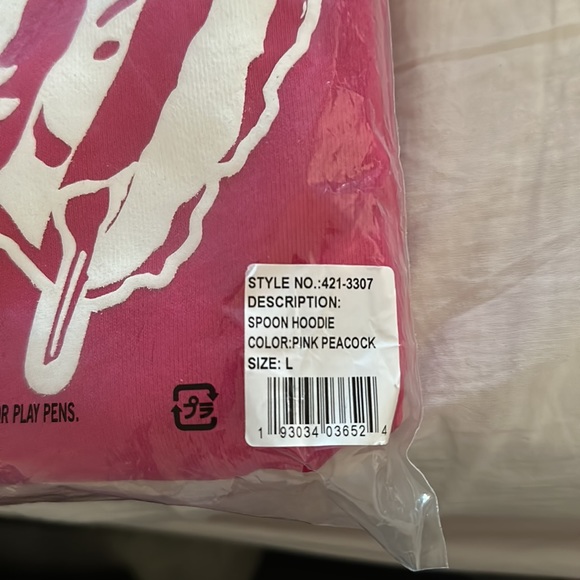 STYLE NO.:421-3307
DESCRIPTION:
SPOON HOODIE
COLOR:PINK PEACOCK
SIZE: L
1 93034 03652 4
プラ
OR PLAY PENS.